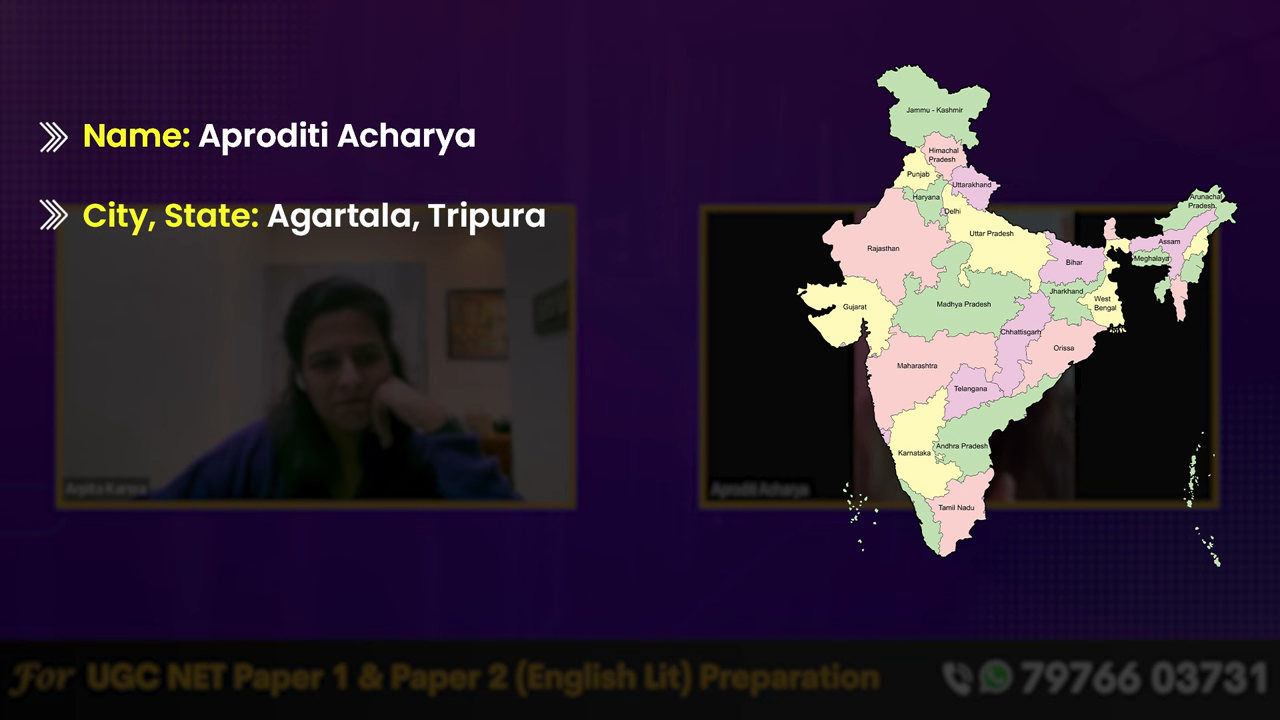 Name: Aproditi Acharya
City, State: Agartala, Tripura
Jammu - Kashmir
Himachal
Pradesh
Punjab
Uttarakhand
Haryana
Delhi
Arunachal
Pradesh
Rajasthan
Uttar Pradesh
Assam
Bihar
Meghalaya
Gujarat
Madhya Pradesh
Jharkhand
West
Bengal
Chhattisgarh
Orissa
Maharashtra
Telangana
Andhra Pradesh
Karnataka
Tamil Nadu
Arpita Karwa
Aproditi Acharya
For UGC NET Paper 1 & Paper 2 (English Lit) Preparation
79766 03731